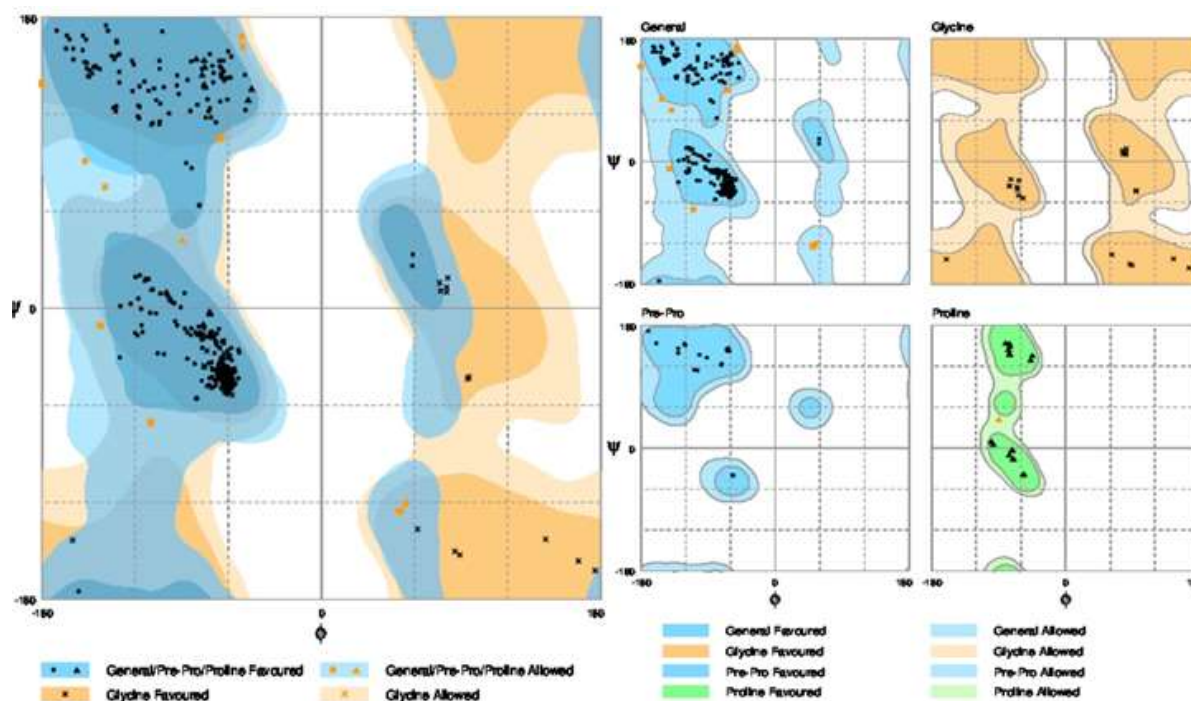 180
ψ
0
-180
-180
0
180
ϕ
General/Pre-Pro/Proline Favoured
General/Pre-Pro/Proline Allowed
Glycine Favoured
Glycine Allowed
General
Glycine
180
ψ
0
-180
Pre-Pro
Proline
180
ψ
0
-180
-180
0
180
-180
0
180
ϕ
ϕ
General Favoured
General Allowed
Glycine Favoured
Glycine Allowed
Pre-Pro Favoured
Pre-Pro Allowed
Proline Favoured
Proline Allowed